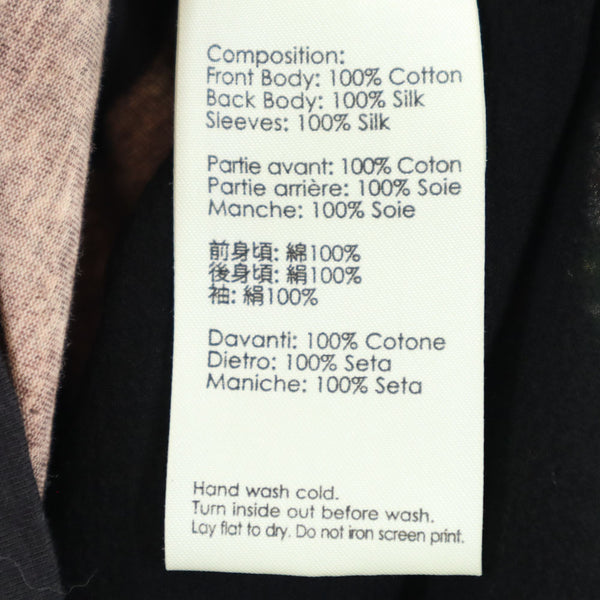 Composition:
Front Body: 100% Cotton
Back Body: 100% Silk
Sleeves: 100% Silk
Partie avant: 100% Coton
Partie arrière: 100% Soie
Manche: 100% Soie
前身頃: 綿100%
後身頃: 絹100%
袖: 絹100%
Davanti: 100% Cotone
Dietro: 100% Seta
Maniche: 100% Seta
Hand wash cold.
Turn inside out before wash.
Lay flat to dry. Do not iron screen print.